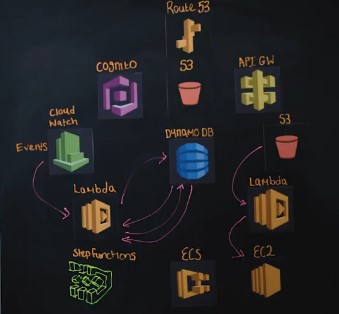 Route 53
Cognito
S3
API GW
Cloud
Watch
Events
Dynamo DB
S3
Lambda
Lambda
Step Functions
ECS
EC2